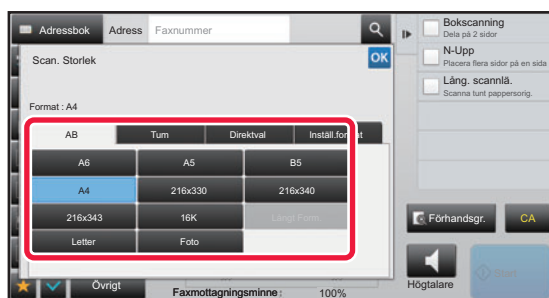 Adressbok Adress Faxnummer
Scan. Storlek OK
Format : A4
AB Tum Direktval Inställ.format
A6 A5 B5
A4 216x330 216x340
216x343 16K Långt Form.
Letter Foto
Övrigt
Faxmottagningsminne : 100%
Bokscanning
Dela på 2 sidor
N-Upp
Placera flera sidor på en sida
Lång. scannlä.
Scanna tunt pappersorig.
Förhandsgr. CA
Högtalare Start